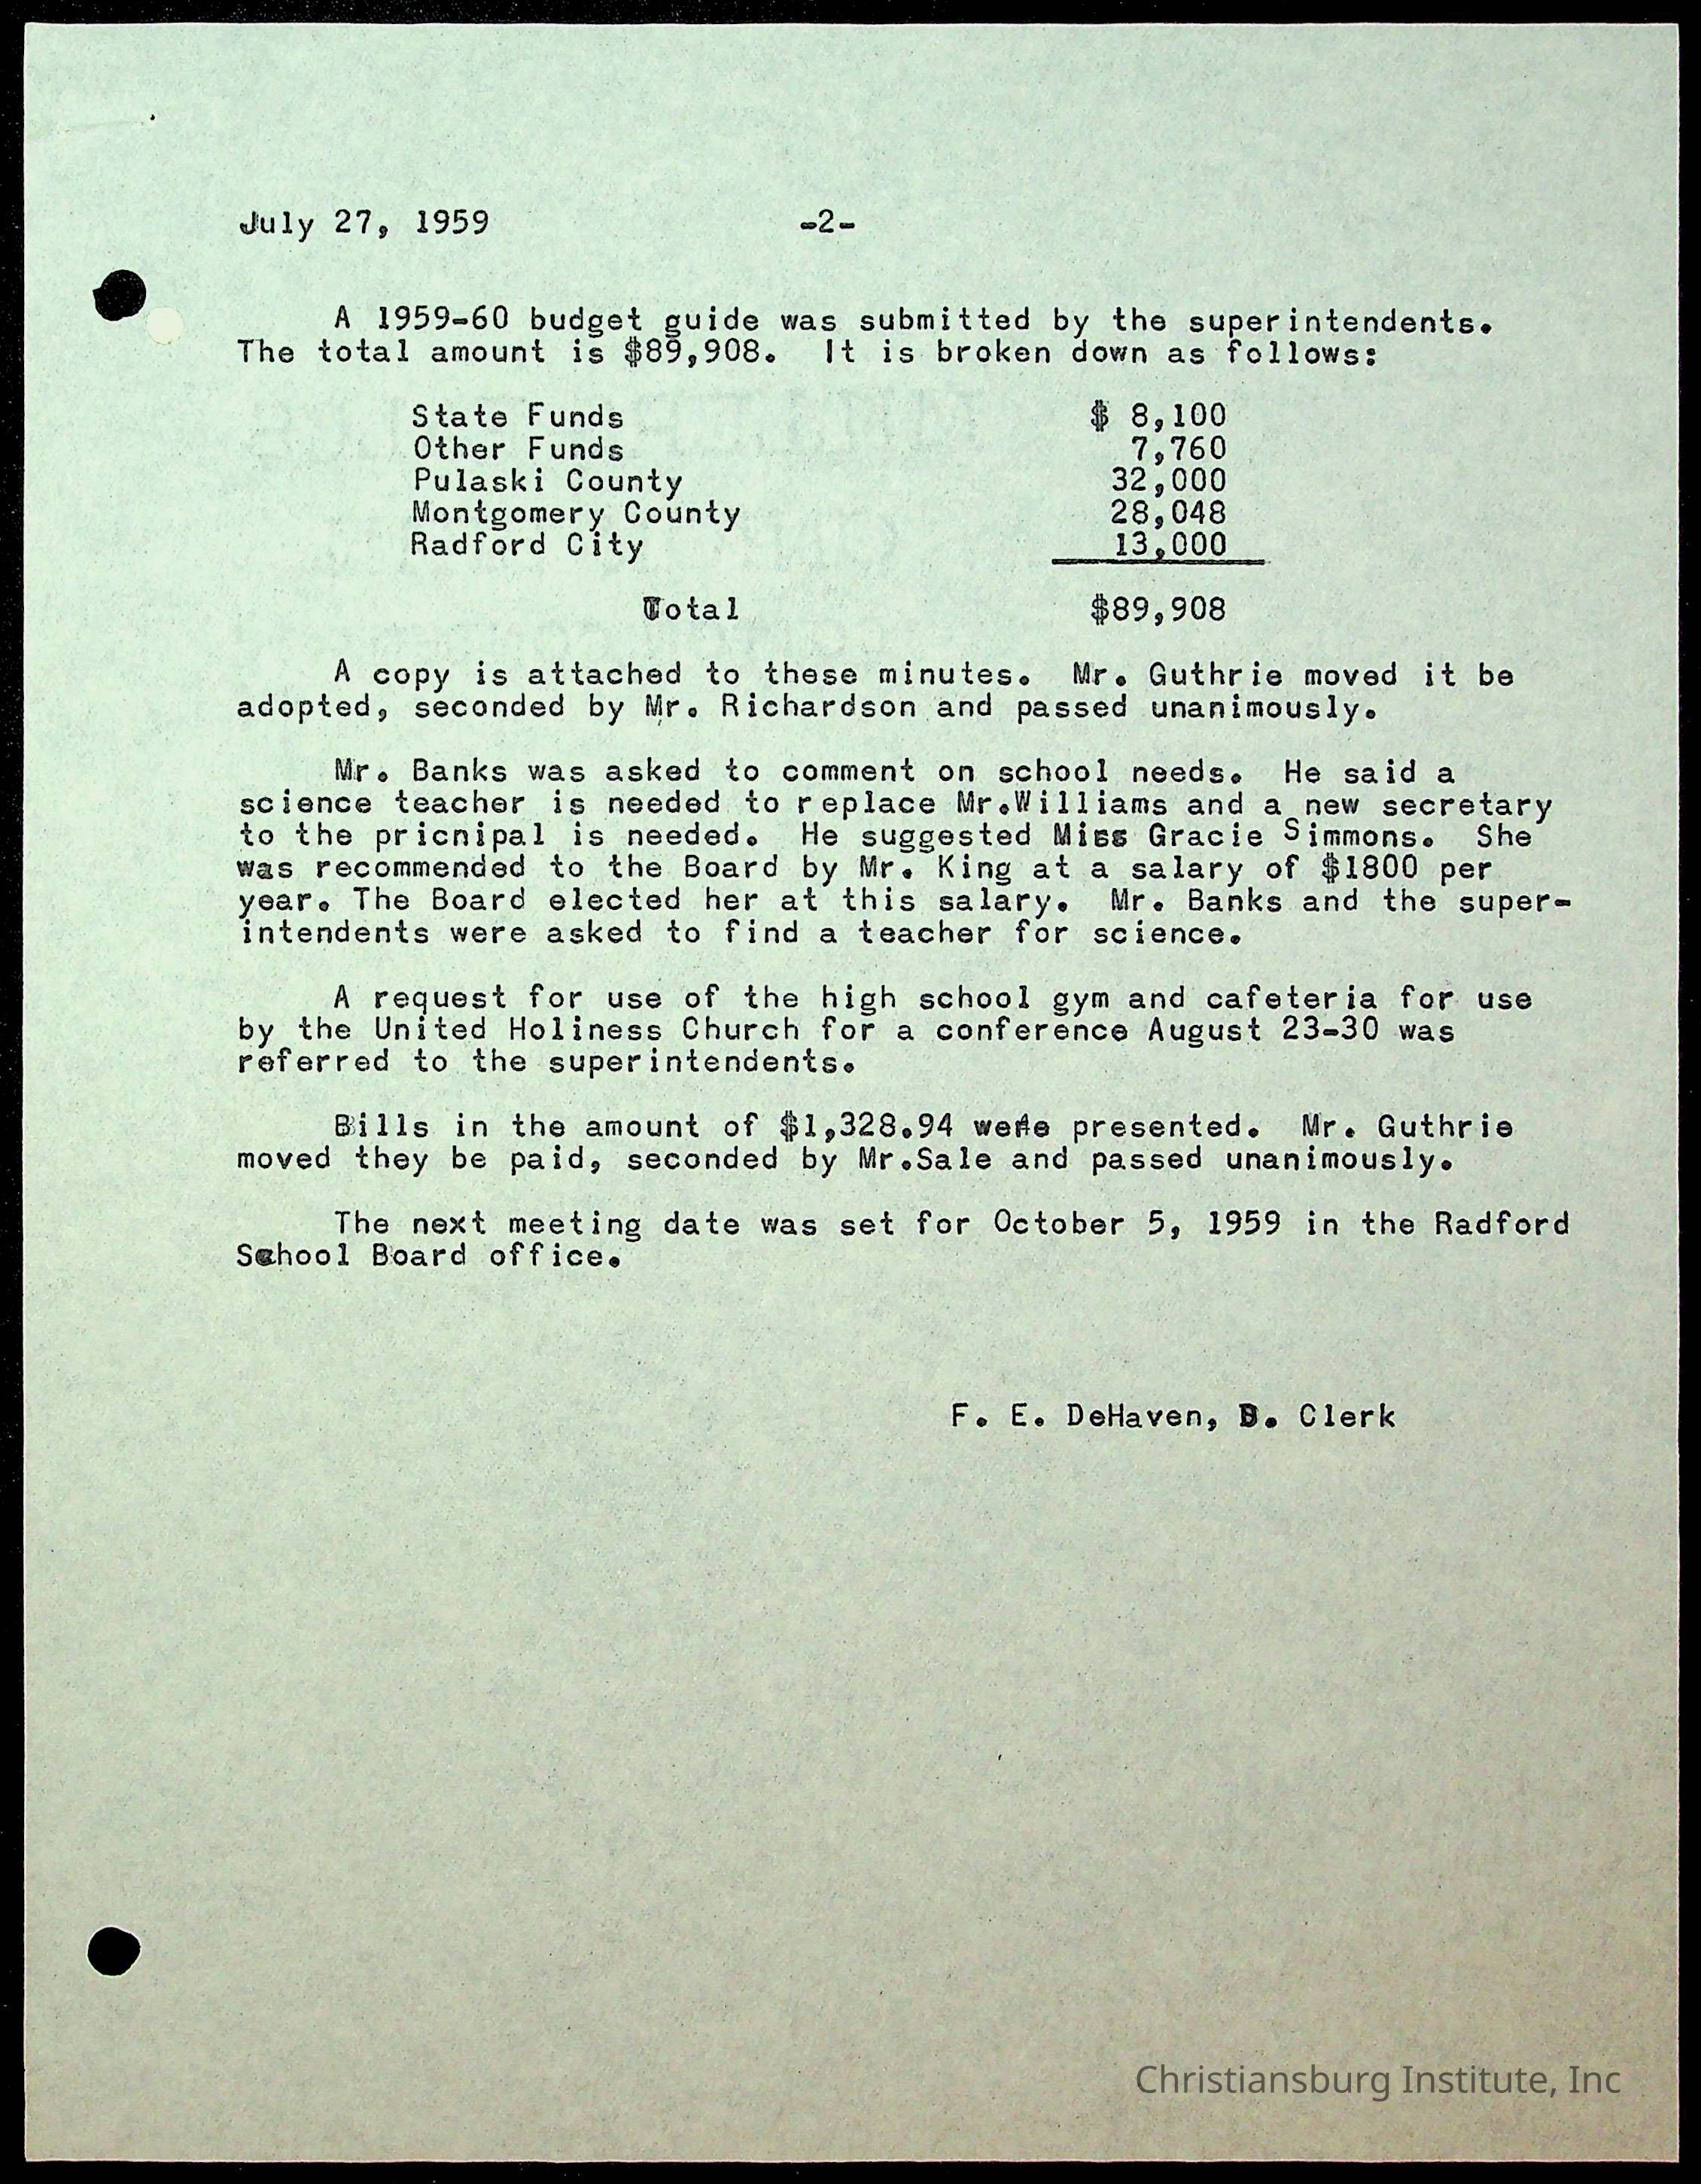 July 27, 1959 -2-
A 1959-60 budget guide was submitted by the superintendents.
The total amount is $89,908. It is broken down as follows:
State Funds $ 8,100
Other Funds 7,760
Pulaski County 32,000
Montgomery County 28,048
Radford City 13,000
Total $89,908
A copy is attached to these minutes. Mr. Guthrie moved it be
adopted, seconded by Mr. Richardson and passed unanimously.
Mr. Banks was asked to comment on school needs. He said a
science teacher is needed to replace Mr.Williams and a new secretary
to the pricnipal is needed. He suggested Miss Gracie Simmons. She
was recommended to the Board by Mr. King at a salary of $1800 per
year. The Board elected her at this salary. Mr. Banks and the super-
intendents were asked to find a teacher for science.
A request for use of the high school gym and cafeteria for use
by the United Holiness Church for a conference August 23-30 was
referred to the superintendents.
Bills in the amount of $1,328.94 were presented. Mr. Guthrie
moved they be paid, seconded by Mr.Sale and passed unanimously.
The next meeting date was set for October 5, 1959 in the Radford
School Board office.
F. E. DeHaven, D. Clerk
Christiansburg Institute, Inc